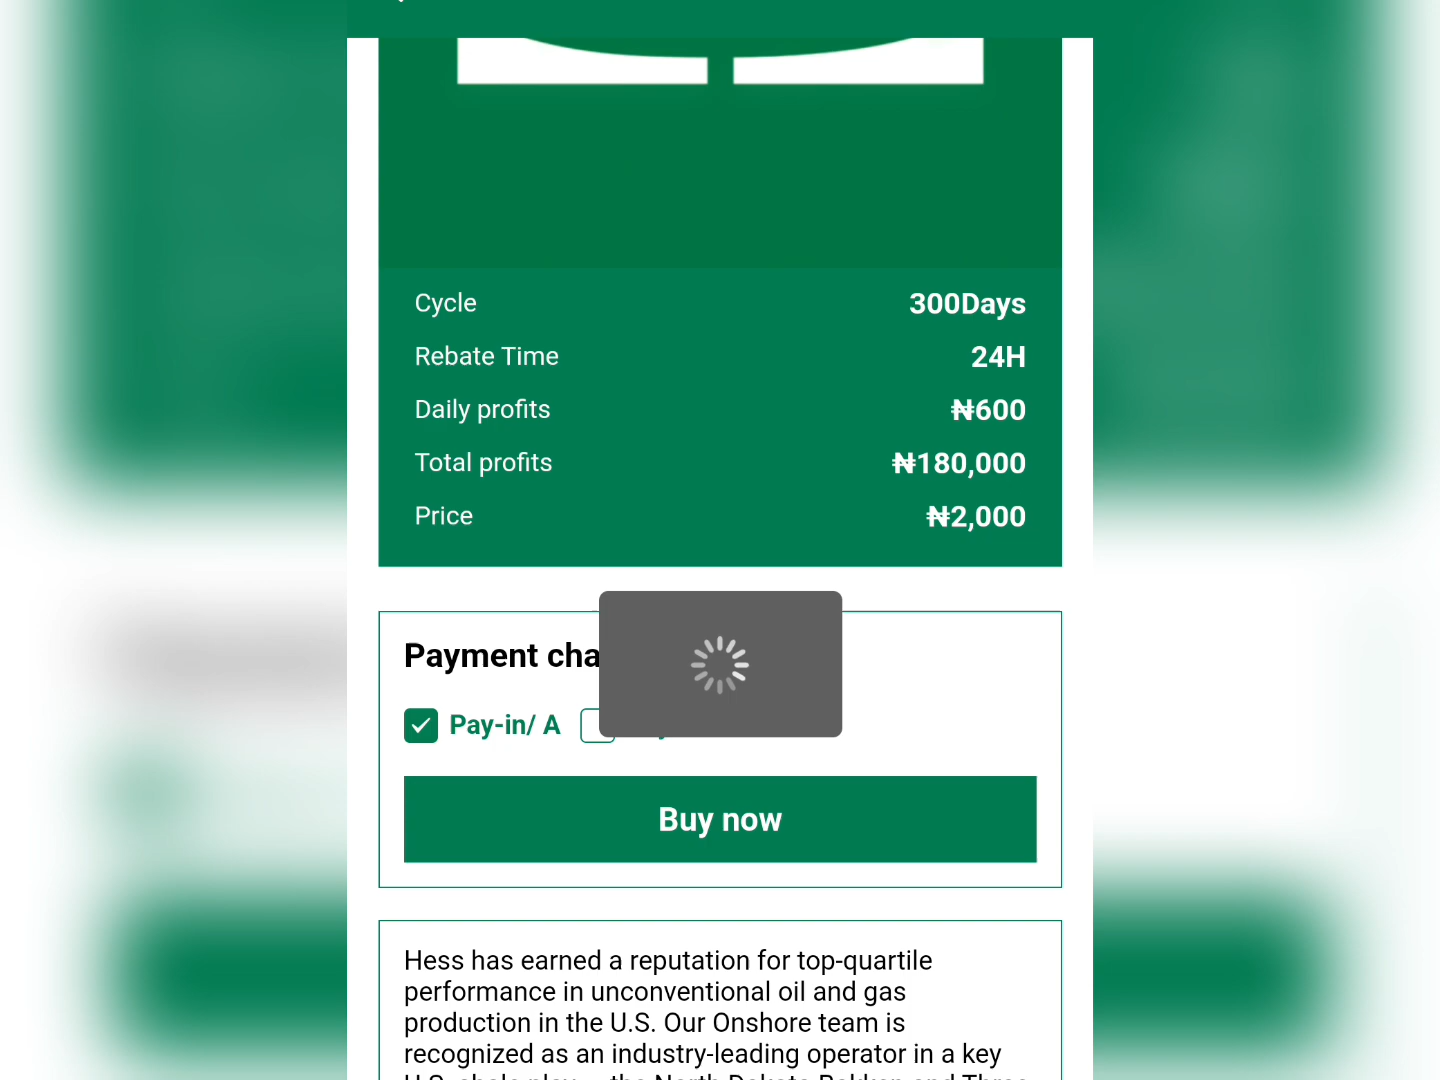 Cycle 300Days
Rebate Time 24H
Daily profits ₦600
Total profits ₦180,000
Price ₦2,000
Payment cha
Pay-in/ A
Buy now
Hess has earned a reputation for top-quartile
performance in unconventional oil and gas
production in the U.S. Our Onshore team is
recognized as an industry-leading operator in a key